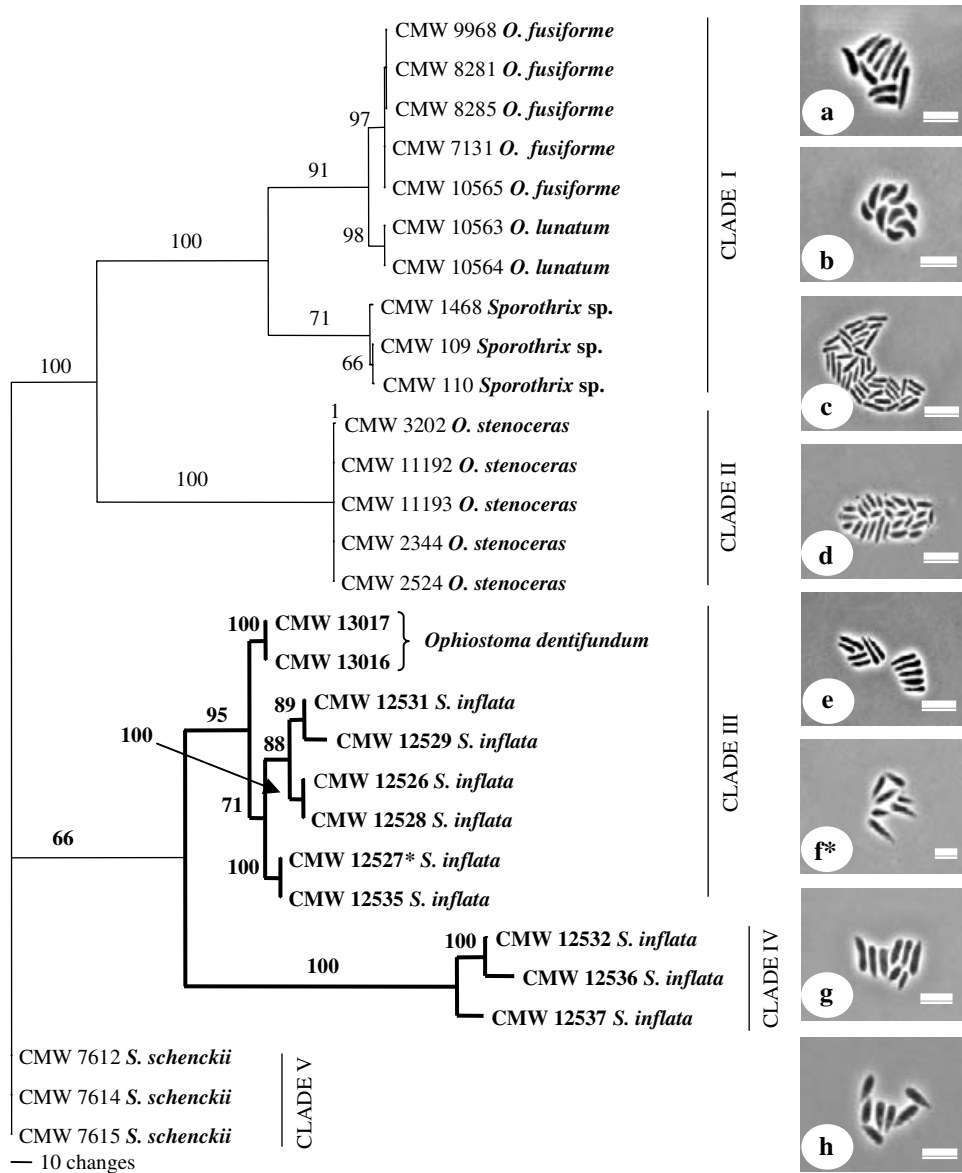 CMW 9968 O. fusiforme
CMW 8281 O. fusiforme
CMW 8285 O. fusiforme
97
CMW 7131 O. fusiforme
91
CMW 10565 O. fusiforme
CMW 10563 O. lunatum
98
CMW 10564 O. lunatum
100
CMW 1468 Sporothrix sp.
71
CMW 109 Sporothrix sp.
66
CMW 110 Sporothrix sp.
CLADE I
100
1
CMW 3202 O. stenoceras
CMW 11192 O. stenoceras
100
CMW 11193 O. stenoceras
CMW 2344 O. stenoceras
CMW 2524 O. stenoceras
CLADE II
100
CMW 13017
CMW 13016
Ophiostoma dentifundum
95
89
CMW 12531 S. inflata
CMW 12529 S. inflata
88
100
CMW 12526 S. inflata
71
CMW 12528 S. inflata
66
100
CMW 12527* S. inflata
CMW 12535 S. inflata
CLADE III
100
100
CMW 12532 S. inflata
CMW 12536 S. inflata
CMW 12537 S. inflata
CLADE IV
CMW 7612 S. schenckii
CMW 7614 S. schenckii
CMW 7615 S. schenckii
CLADE V
10 changes
a
b
c
d
e
f*
g
h